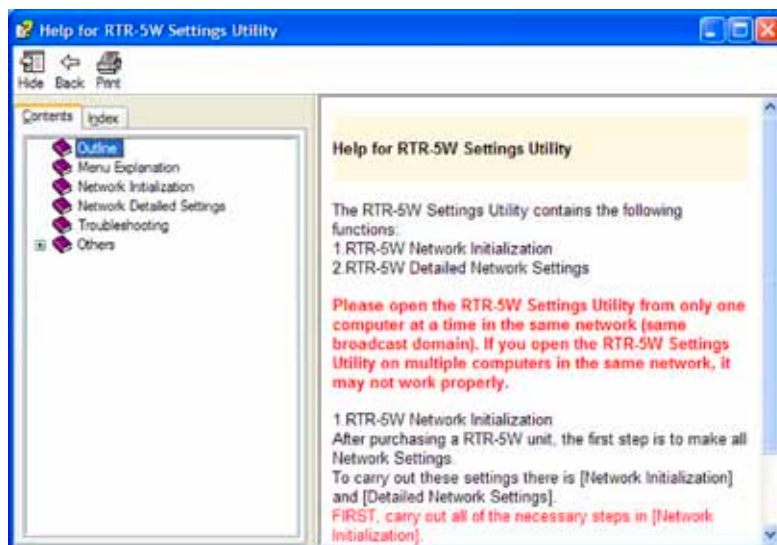 Help for RTR-5W Settings Utility
Hide Back Print
Contents Index
Outline
Menu Explanation
Network Initialization
Network Detailed Settings
Troubleshooting
Others
Help for RTR-5W Settings Utility
The RTR-5W Settings Utility contains the following
functions:
1.RTR-5W Network Initialization
2.RTR-5W Detailed Network Settings
Please open the RTR-5W Settings Utility from only one
computer at a time in the same network (same
broadcast domain). If you open the RTR-5W Settings
Utility on multiple computers in the same network, it
may not work properly.
1.RTR-5W Network Initialization
After purchasing a RTR-5W unit, the first step is to make all
Network Settings.
To carry out these settings there is [Network Initialization]
and [Detailed Network Settings].
FIRST, carry out all of the necessary steps in [Network
Initialization].